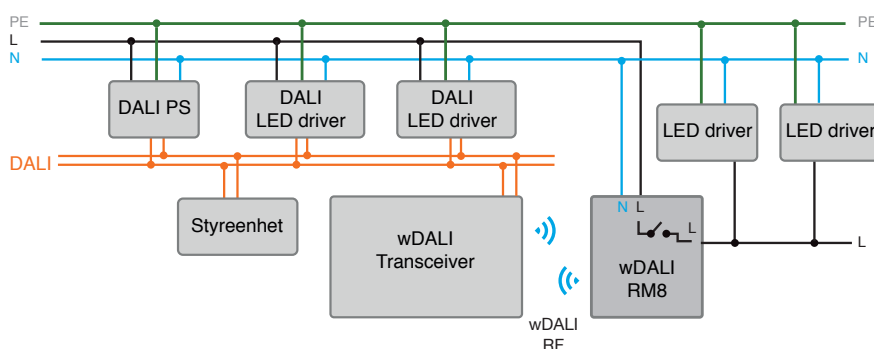 PE
PE
L
N
N
DALI PS
DALI
LED driver
DALI
LED driver
LED driver
LED driver
DALI
Styreenhet
wDALI
Transceiver
N
L
L
wDALI
RM8
L
wDALI
RF